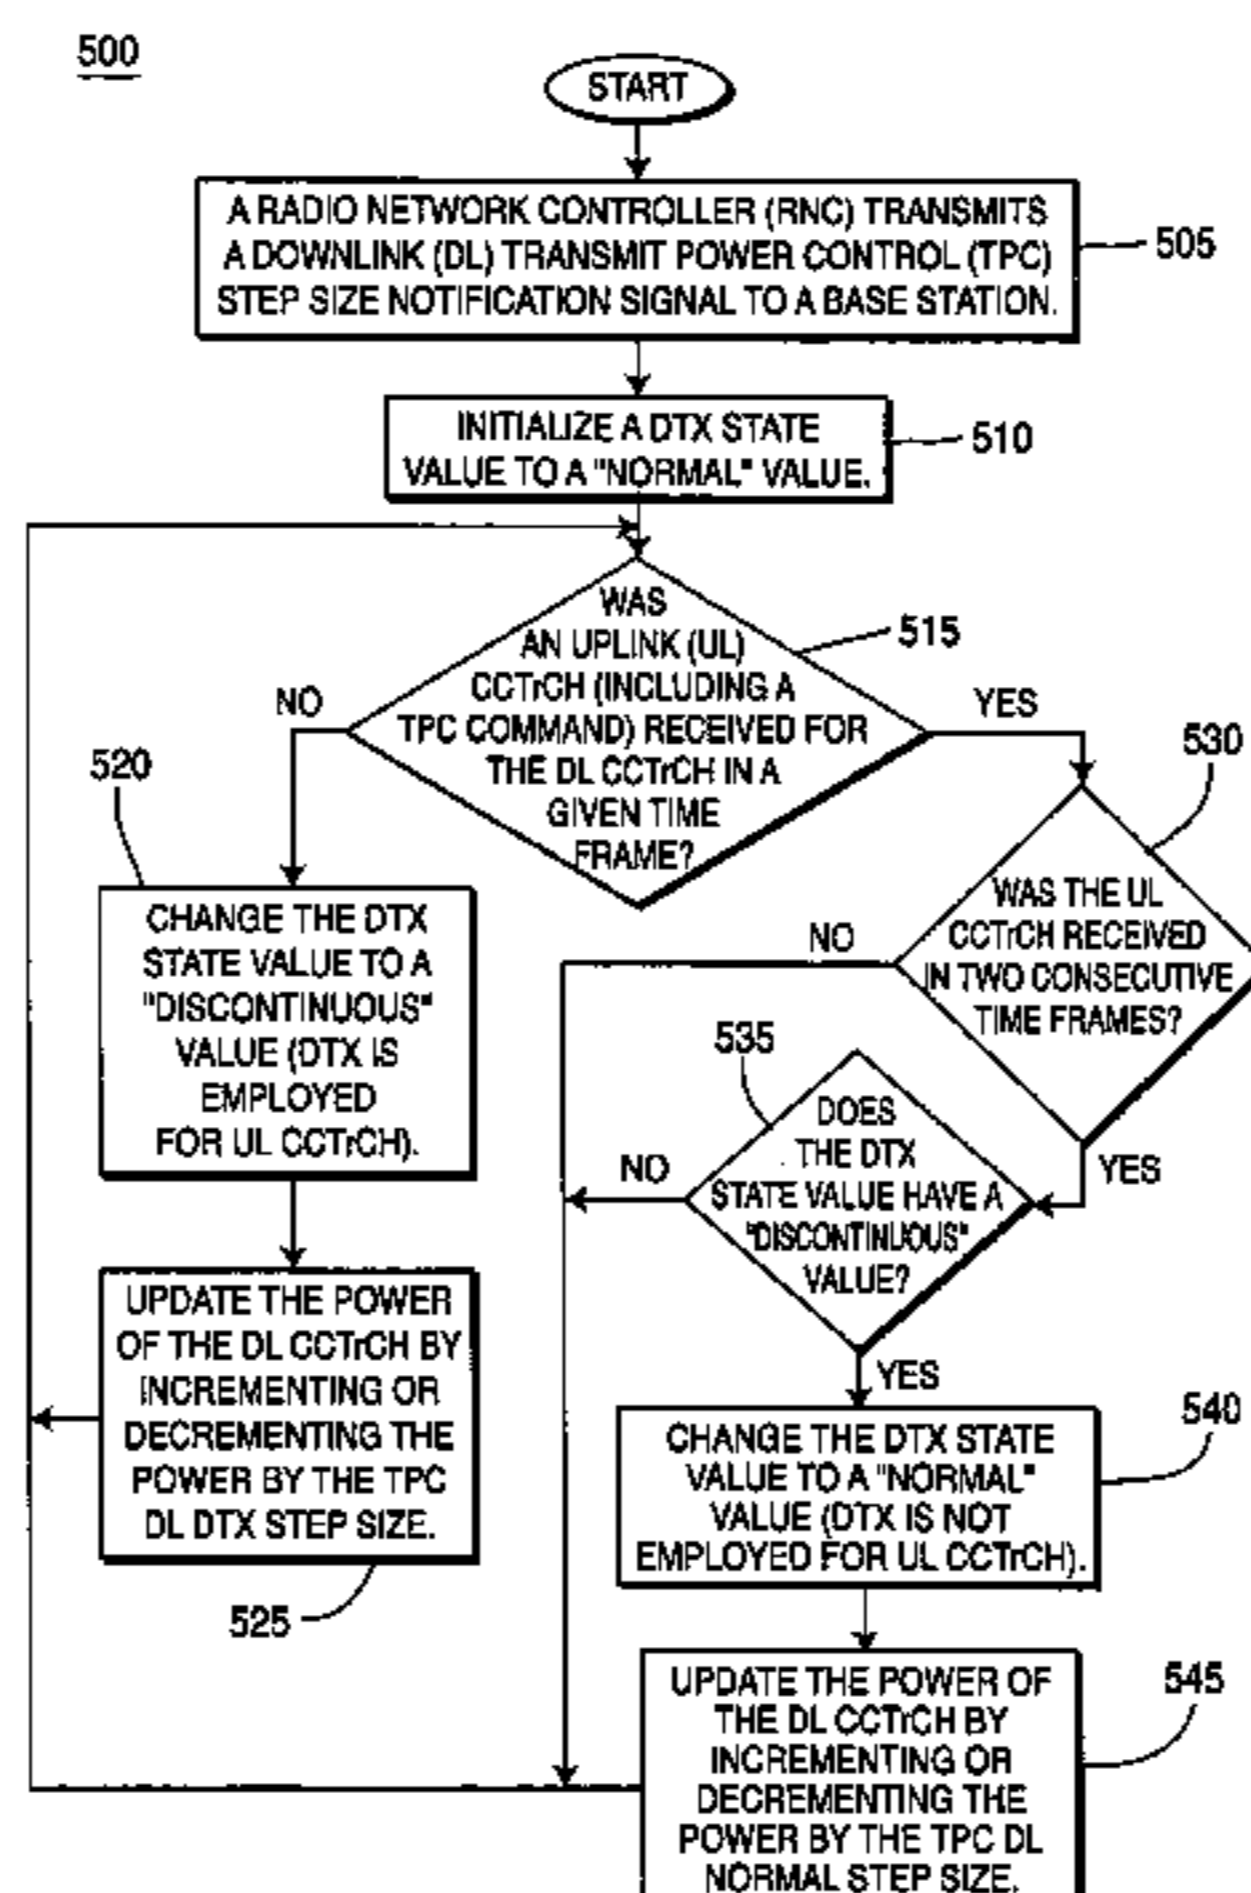 500
START
A RADIO NETWORK CONTROLLER (RNC) TRANSMITS
A DOWNLINK (DL) TRANSMIT POWER CONTROL (TPC)
STEP SIZE NOTIFICATION SIGNAL TO A BASE STATION.
505
INITIALIZE A DTX STATE
VALUE TO A "NORMAL" VALUE.
510
WAS
AN UPLINK (UL)
CCTrCH (INCLUDING A
TPC COMMAND) RECEIVED FOR
THE DL CCTrCH IN A
GIVEN TIME
FRAME?
515
NO
YES
520
CHANGE THE DTX
STATE VALUE TO A
"DISCONTINUOUS"
VALUE (DTX IS
EMPLOYED
FOR UL CCTrCH).
530
WAS THE UL
CCTrCH RECEIVED
IN TWO CONSECUTIVE
TIME FRAMES?
NO
YES
535
DOES
THE DTX
STATE VALUE HAVE A
"DISCONTINUOUS"
VALUE?
NO
YES
UPDATE THE POWER
OF THE DL CCTrCH BY
INCREMENTING OR
DECREMENTING THE
POWER BY THE TPC
DL DTX STEP SIZE.
525
540
CHANGE THE DTX STATE
VALUE TO A "NORMAL"
VALUE (DTX IS NOT
EMPLOYED FOR UL CCTrCH).
545
UPDATE THE POWER OF
THE DL CCTrCH BY
INCREMENTING OR
DECREMENTING THE
POWER BY THE TPC DL
NORMAL STEP SIZE.